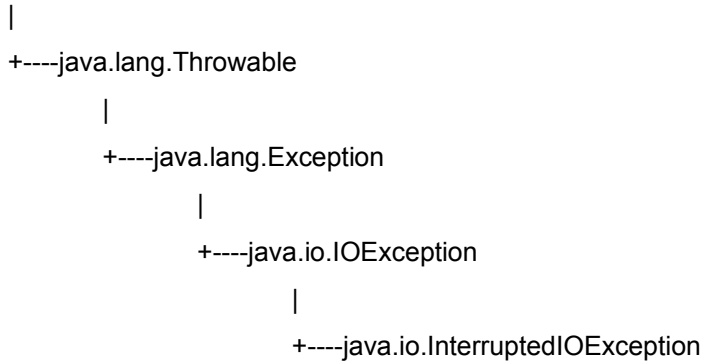 |
+----java.lang.Throwable
|
+----java.lang.Exception
|
+----java.io.IOException
|
+----java.io.InterruptedIOException